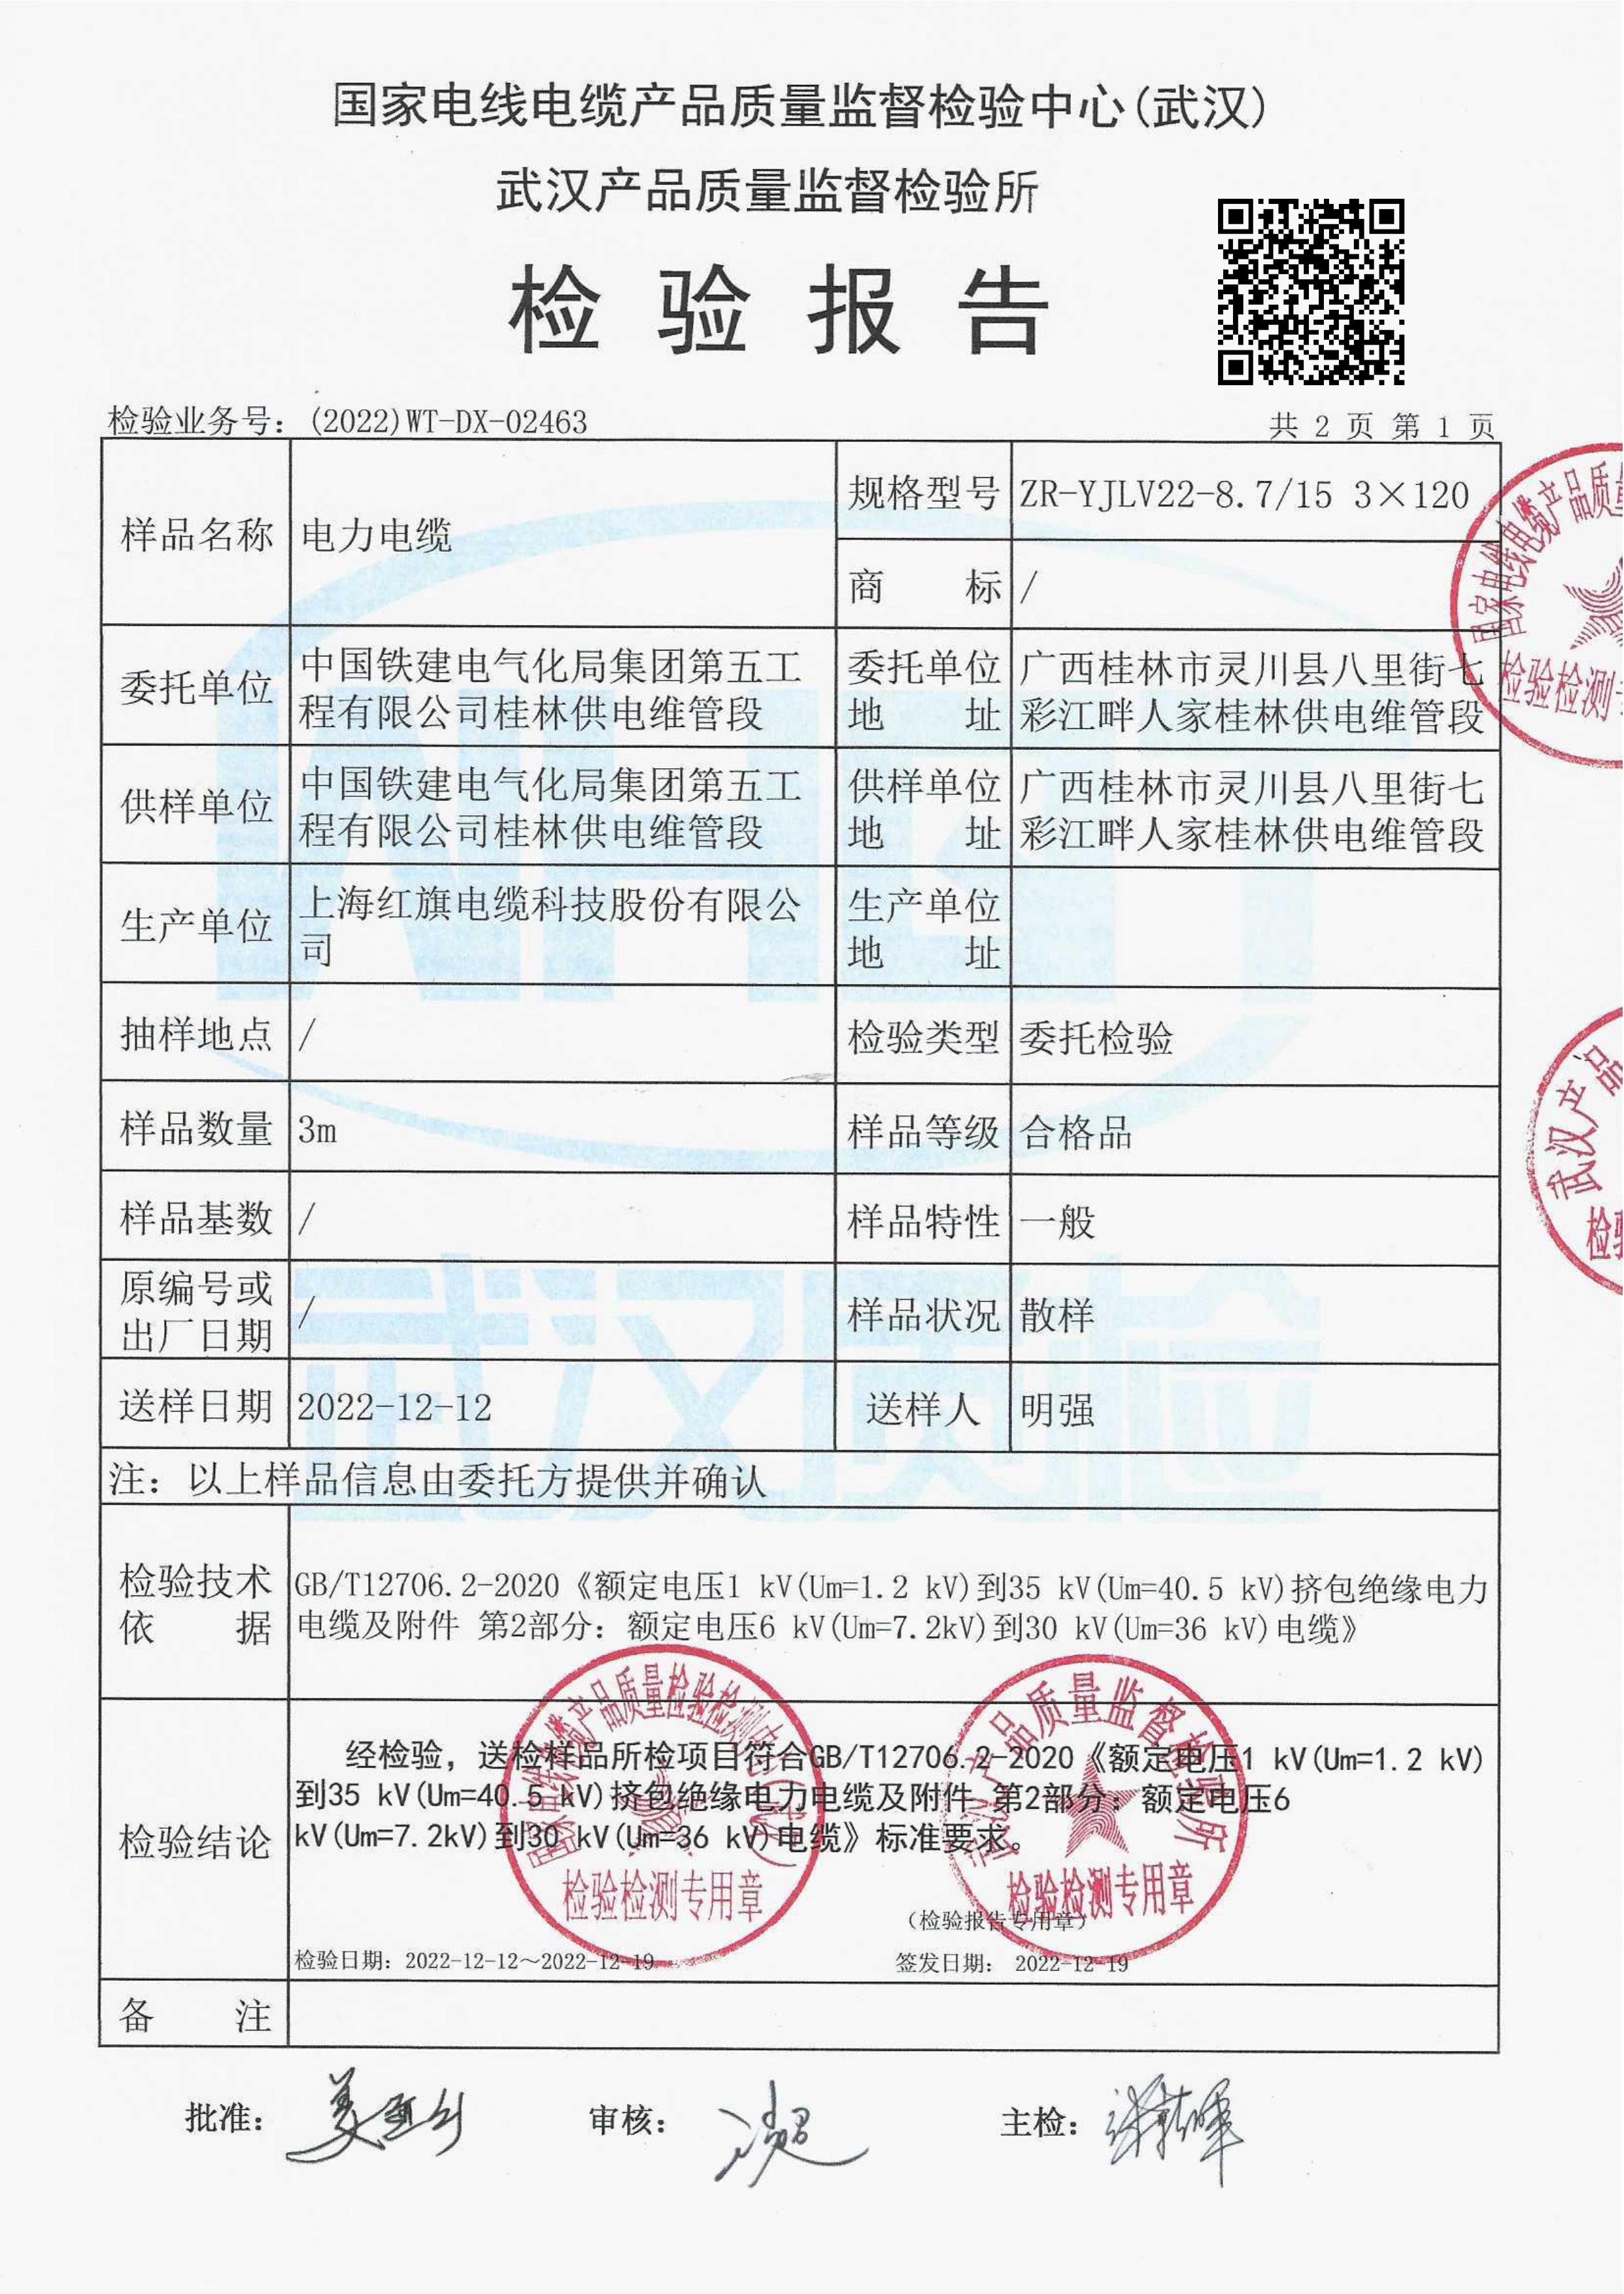 国家电线电缆产品质量监督检验中心(武汉)
武汉产品质量监督检验所
检验报告
检验业务号：(2022)WT-DX-02463
共 2 页 第 1 页
样品名称
电力电缆
规格型号
ZR-YJLV22-8.7/15 3×120
商 标
/
委托单位
中国铁建电气化局集团第五工
程有限公司桂林供电维管段
委托单位
地 址
广西桂林市灵川县八里街七
彩江畔人家桂林供电维管段
供样单位
中国铁建电气化局集团第五工
程有限公司桂林供电维管段
供样单位
地 址
广西桂林市灵川县八里街七
彩江畔人家桂林供电维管段
生产单位
上海红旗电缆科技股份有限公
司
生产单位
地 址
抽样地点
/
检验类型
委托检验
样品数量
3m
样品等级
合格品
样品基数
/
样品特性
一般
原编号或
出厂日期
/
样品状况
散样
送样日期
2022-12-12
送样人
明强
注：以上样品信息由委托方提供并确认
检验技术
依 据
GB/T12706.2-2020《额定电压1 kV(Um=1.2 kV)到35 kV(Um=40.5 kV)挤包绝缘电力
电缆及附件 第2部分：额定电压6 kV(Um=7.2kV)到30 kV(Um=36 kV)电缆》
检验结论
经检验，送检样品所检项目符合GB/T12706.2-2020《额定电压1 kV(Um=1.2 kV)
到35 kV(Um=40.5 kV)挤包绝缘电力电缆及附件 第2部分：额定电压6
kV(Um=7.2kV)到30 kV(Um=36 kV)电缆》标准要求。
国家电线电缆产品质量检验检测中心(武汉)
检验检测专用章
武汉产品质量监督检验所
检验检测专用章
(检验报告专用章)
检验日期：2022-12-12～2022-12-19
签发日期： 2022-12-19
备 注
批准：
审核：
主检：
国家电线电缆产品质量
检验检测
武汉产品
检验
武汉质检